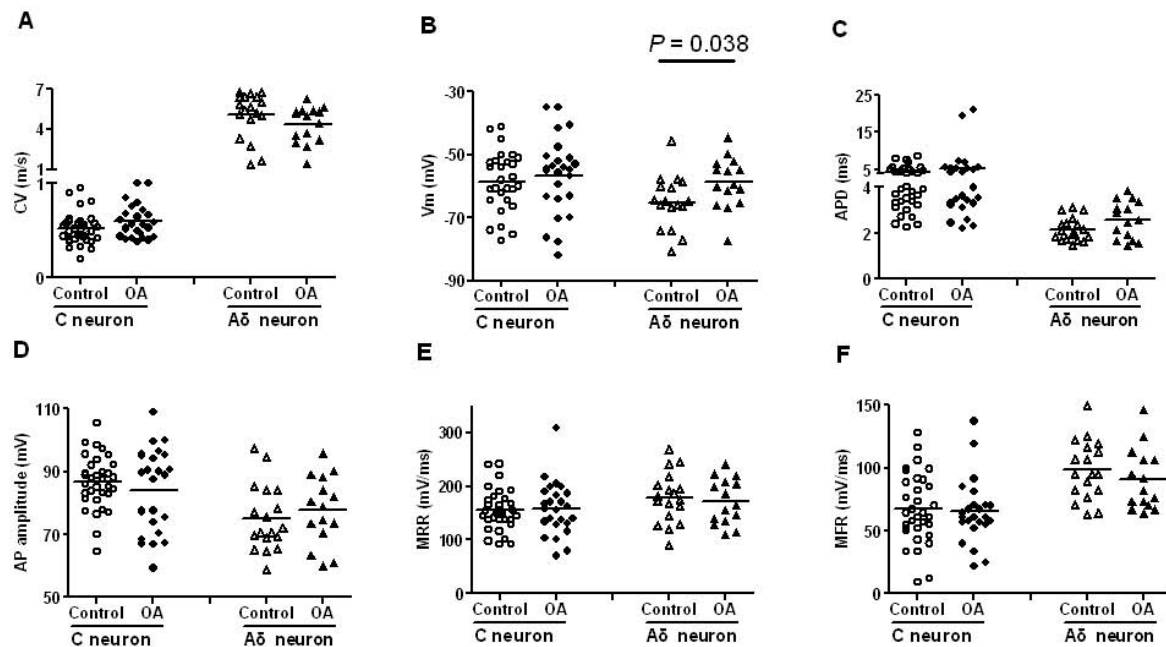 A
CV (m/s)
7
4
1
1
0
Control OA Control OA
C neuron Aδ neuron
B
P = 0.038
Vm (mV)
-30
-50
-70
-90
Control OA Control OA
C neuron Aδ neuron
C
APD (ms)
25
15
5
4
2
0
Control OA Control OA
C neuron Aδ neuron
D
AP amplitude (mV)
110
90
70
50
Control OA Control OA
C neuron Aδ neuron
E
MRR (mV/ms)
300
200
100
0
Control OA Control OA
C neuron Aδ neuron
F
MFR (mV/ms)
150
100
50
0
Control OA Control OA
C neuron Aδ neuron